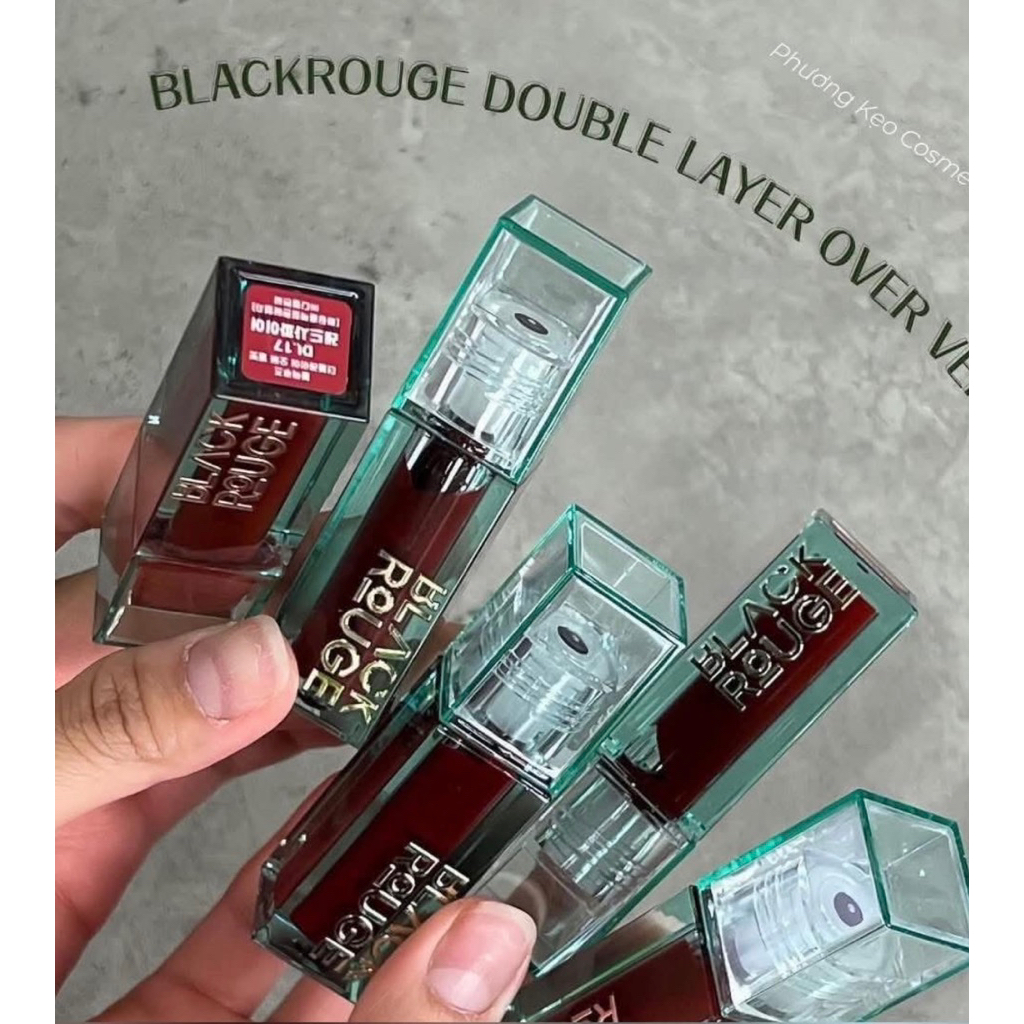 BLACKROUGE DOUBLE LAYER OVER VE
Phương Kẹo Cosme
DL17
BLACK
ROUGE
BLACK
ROUGE
BLACK
ROUGE
BLACK
ROUGE